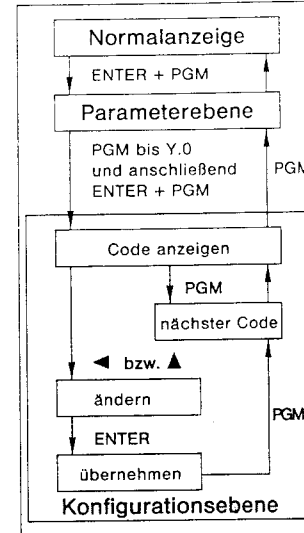 Normalanzeige
ENTER + PGM
Parameterebene
PGM bis Y.0
und anschließend
ENTER + PGM
PGM
Code anzeigen
PGM
nächster Code
◄ bzw. ▲
ändern
PGM
ENTER
übernehmen
Konfigurationsebene